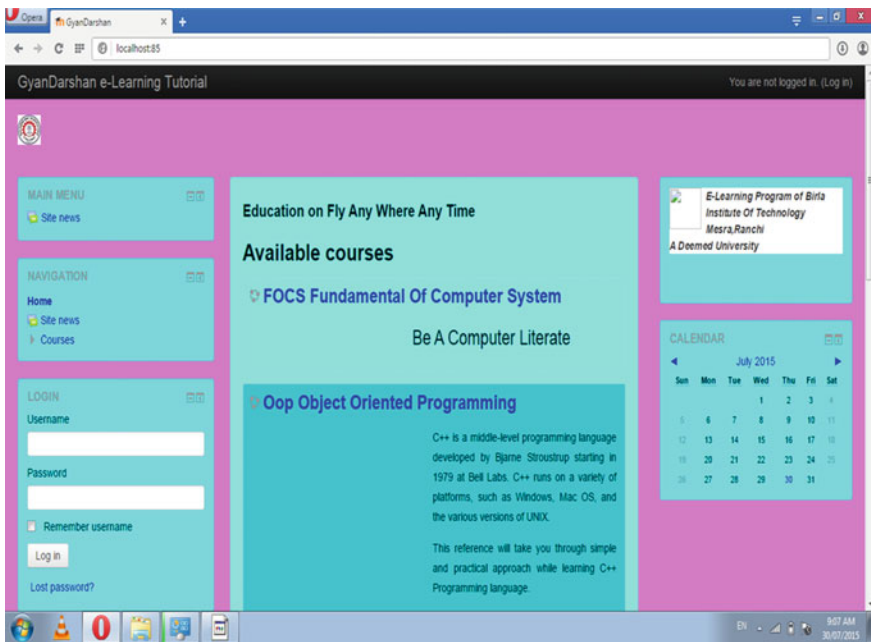 Opera
GyanDarshan
localhost:85
GyanDarshan e-Learning Tutorial
You are not logged in. (Log in)
MAIN MENU
Site news
NAVIGATION
Home
Site news
Courses
LOGIN
Username
Password
Remember username
Log in
Lost password?
Education on Fly Any Where Any Time
Available courses
FOCS Fundamental Of Computer System
Be A Computer Literate
Oop Object Oriented Programming
C++ is a middle-level programming language
developed by Bjarne Stroustrup starting in
1979 at Bell Labs. C++ runs on a variety of
platforms, such as Windows, Mac OS, and
the various versions of UNIX.
This reference will take you through simple
and practical approach while learning C++
Programming language.
E-Learning Program of Birla
Institute Of Technology
Mesra,Ranchi
A Deemed University
CALENDAR
July 2015
Sun Mon Tue Wed Thu Fri Sat
1 2 3 4
5 6 7 8 9 10 11
12 13 14 15 16 17 18
19 20 21 22 23 24 25
26 27 28 29 30 31
EN
9:07 AM
30/07/2015